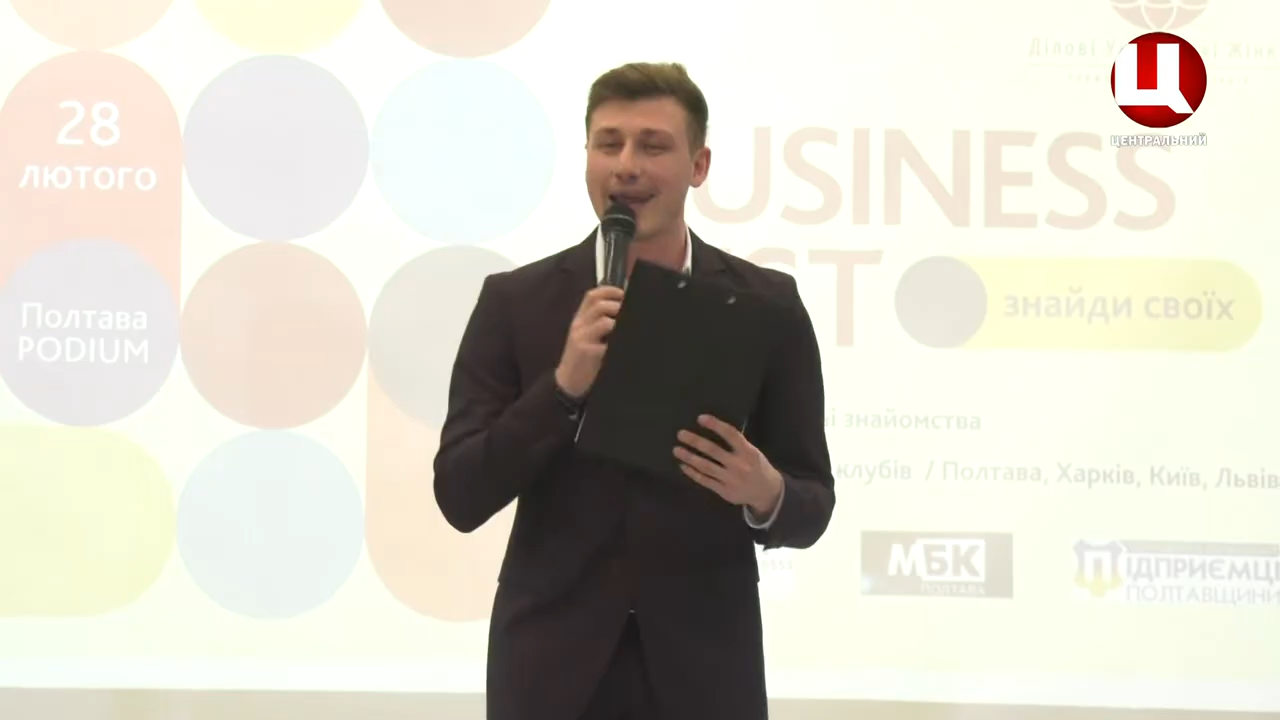 28
лютого
Полтава
PODIUM
Ділові
Ц
ЦЕНТРАЛЬНИЙ
USINESS
ST
знайди своїх
знайомства
клубів / Полтава, Харків, Київ, Львів
МБК
ПОЛТАВА
ПІДПРИЄМЦІ
ПОЛТАВЩИНИ